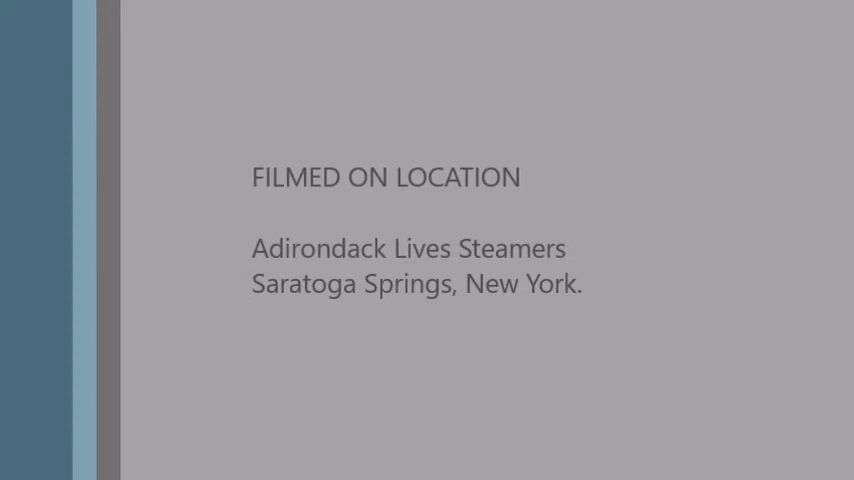 FILMED ON LOCATION
Adirondack Lives Steamers
Saratoga Springs, New York.